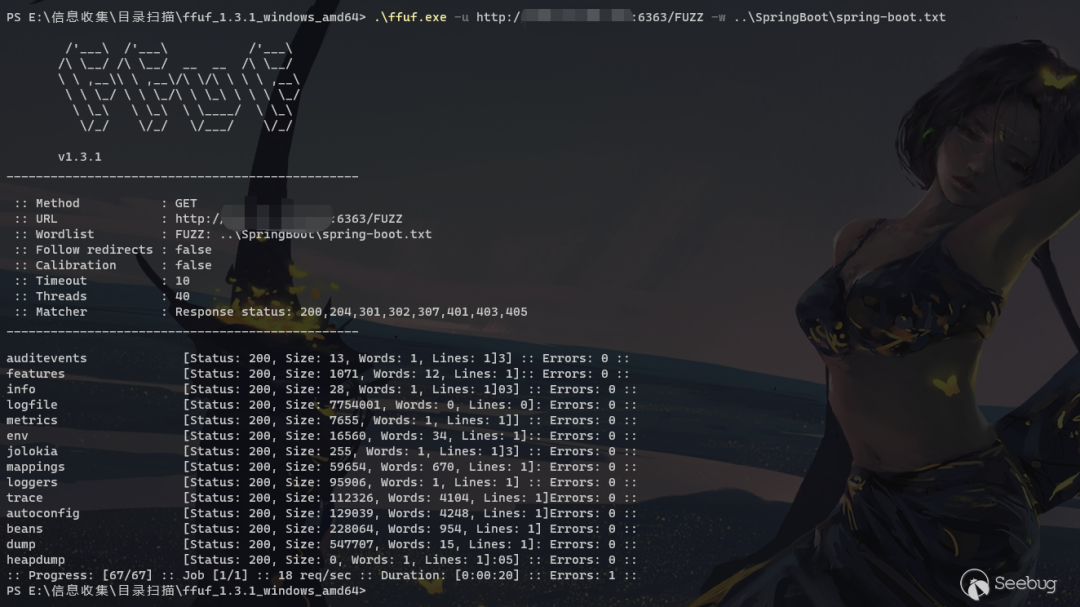 PS E:\信息收集\目录扫描\ffuf_1.3.1_windows_amd64> .\ffuf.exe -u http:/ :6363/FUZZ -w ..\SpringBoot\spring-boot.txt
v1.3.1
________________________________________________
:: Method : GET
:: URL : http:/ :6363/FUZZ
:: Wordlist : FUZZ: ..\SpringBoot\spring-boot.txt
:: Follow redirects : false
:: Calibration : false
:: Timeout : 10
:: Threads : 40
:: Matcher : Response status: 200,204,301,302,307,401,403,405
________________________________________________
auditevents [Status: 200, Size: 13, Words: 1, Lines: 1]3] :: Errors: 0 ::
features [Status: 200, Size: 1071, Words: 12, Lines: 1]:: Errors: 0 ::
info [Status: 200, Size: 28, Words: 1, Lines: 1]03] :: Errors: 0 ::
logfile [Status: 200, Size: 7754001, Words: 0, Lines: 0]: Errors: 0 ::
metrics [Status: 200, Size: 7655, Words: 1, Lines: 1]] :: Errors: 0 ::
env [Status: 200, Size: 16560, Words: 34, Lines: 1]:: Errors: 0 ::
jolokia [Status: 200, Size: 255, Words: 1, Lines: 1]3] :: Errors: 0 ::
mappings [Status: 200, Size: 59654, Words: 670, Lines: 1]: Errors: 0 ::
loggers [Status: 200, Size: 95906, Words: 1, Lines: 1] :: Errors: 0 ::
trace [Status: 200, Size: 112326, Words: 4104, Lines: 1]Errors: 0 ::
autoconfig [Status: 200, Size: 129039, Words: 4248, Lines: 1]Errors: 0 ::
beans [Status: 200, Size: 228064, Words: 954, Lines: 1] Errors: 0 ::
dump [Status: 200, Size: 547707, Words: 15, Lines: 1]: Errors: 0 ::
heapdump [Status: 200, Size: 0, Words: 1, Lines: 1]:05] :: Errors: 0 ::
:: Progress: [67/67] :: Job [1/1] :: 18 req/sec :: Duration: [0:00:20] :: Errors: 1 ::
PS E:\信息收集\目录扫描\ffuf_1.3.1_windows_amd64>
Seebug